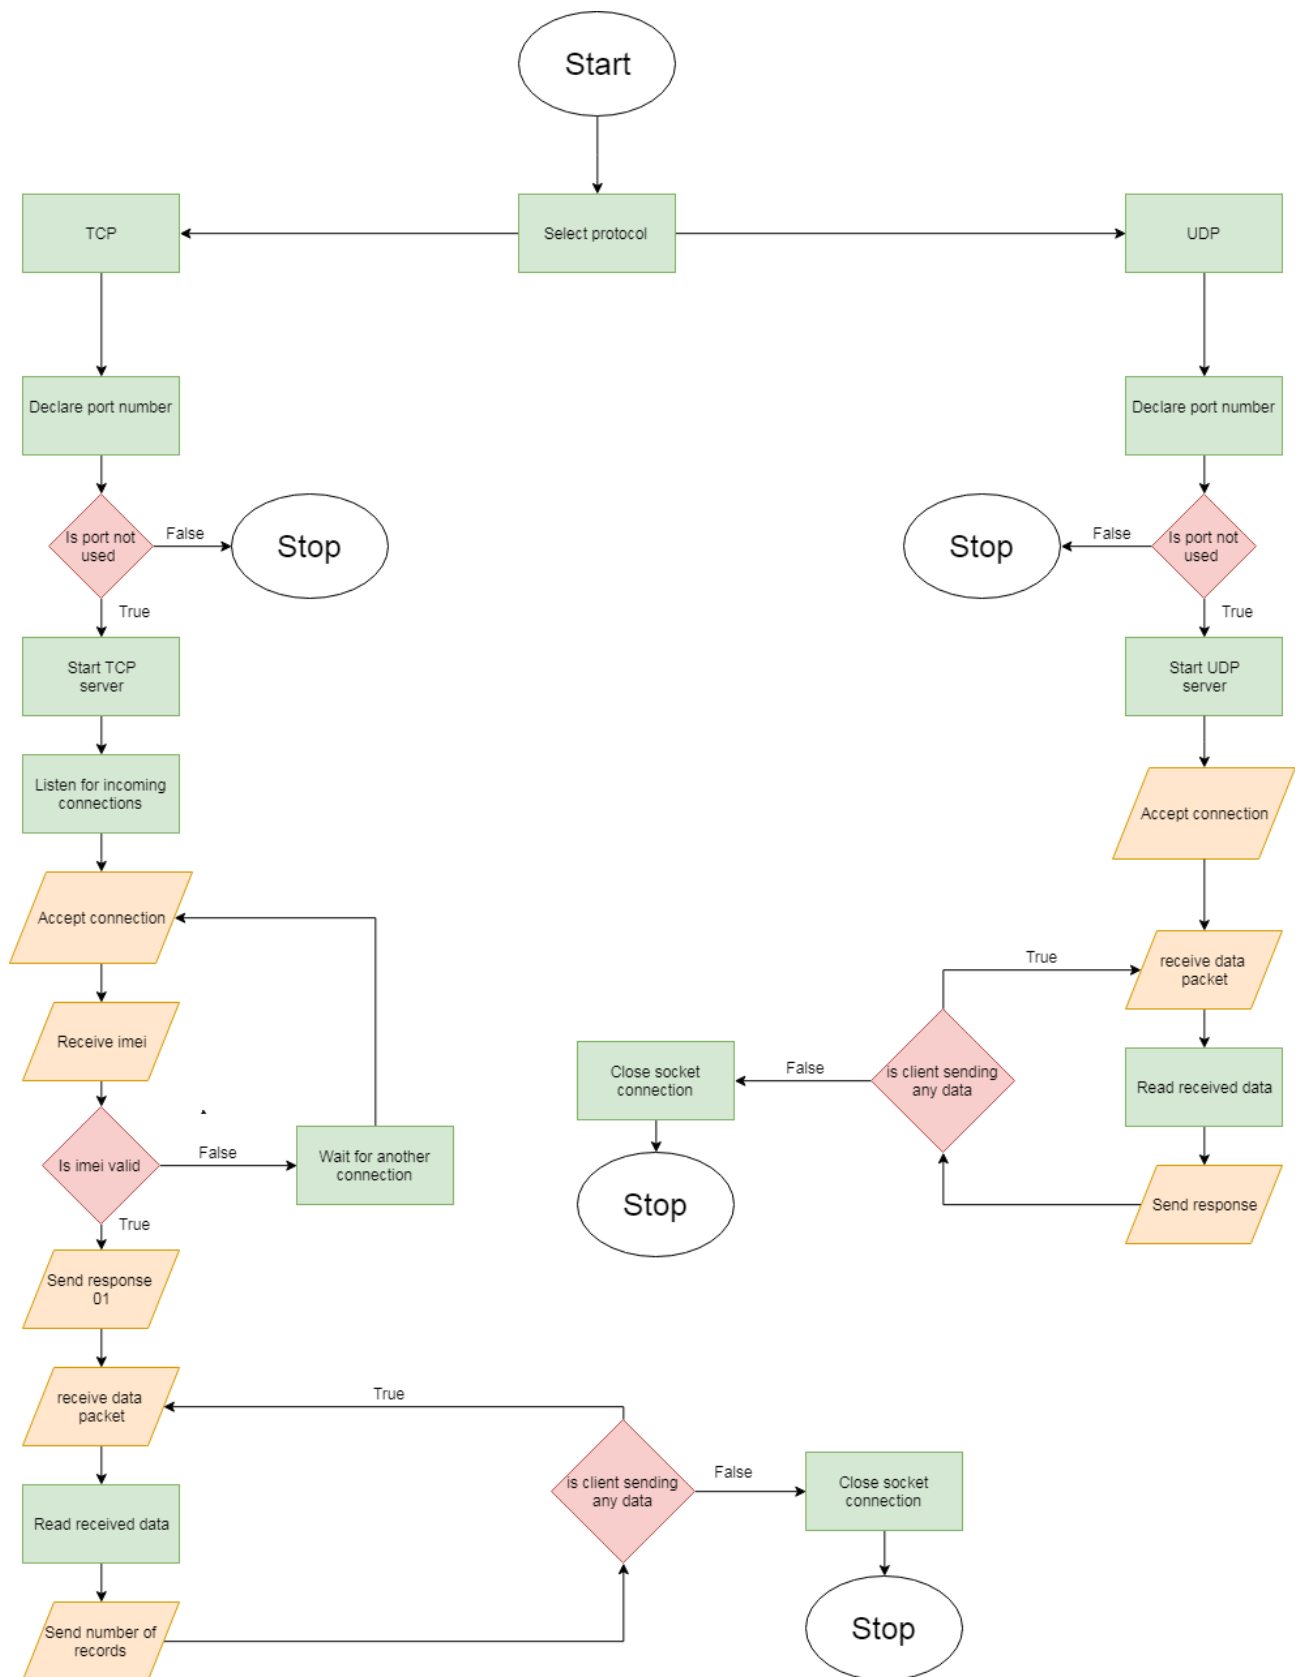 Start
TCP
Select protocol
UDP
Declare port number
Declare port number
Is port not
used
False
Stop
Stop
False
Is port not
used
True
True
Start TCP
server
Start UDP
server
Listen for incoming
connections
Accept connection
Accept connection
True
receive data
packet
Receive imei
Close socket
connection
False
is client sending
any data
Read received data
Is imei valid
False
Wait for another
connection
Stop
Send response
True
Send response
01
receive data
packet
True
is client sending
any data
False
Close socket
connection
Read received data
Stop
Send number of
records